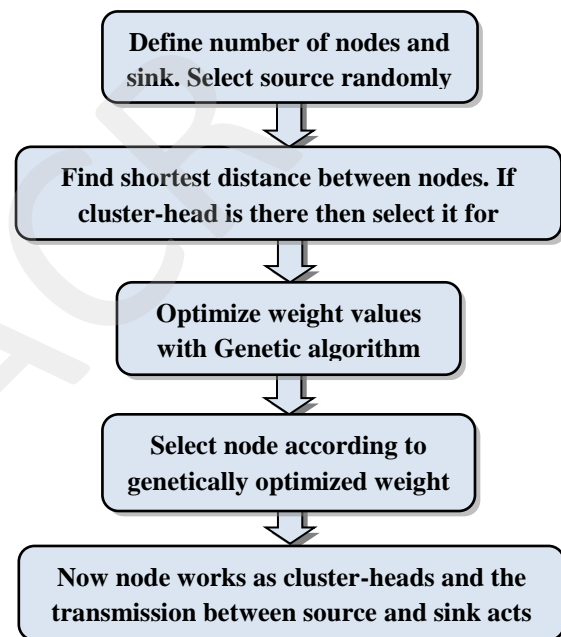 Define number of nodes and
sink. Select source randomly
Find shortest distance between nodes. If
cluster-head is there then select it for
Optimize weight values
with Genetic algorithm
Select node according to
genetically optimized weight
Now node works as cluster-heads and the
transmission between source and sink acts
ACR